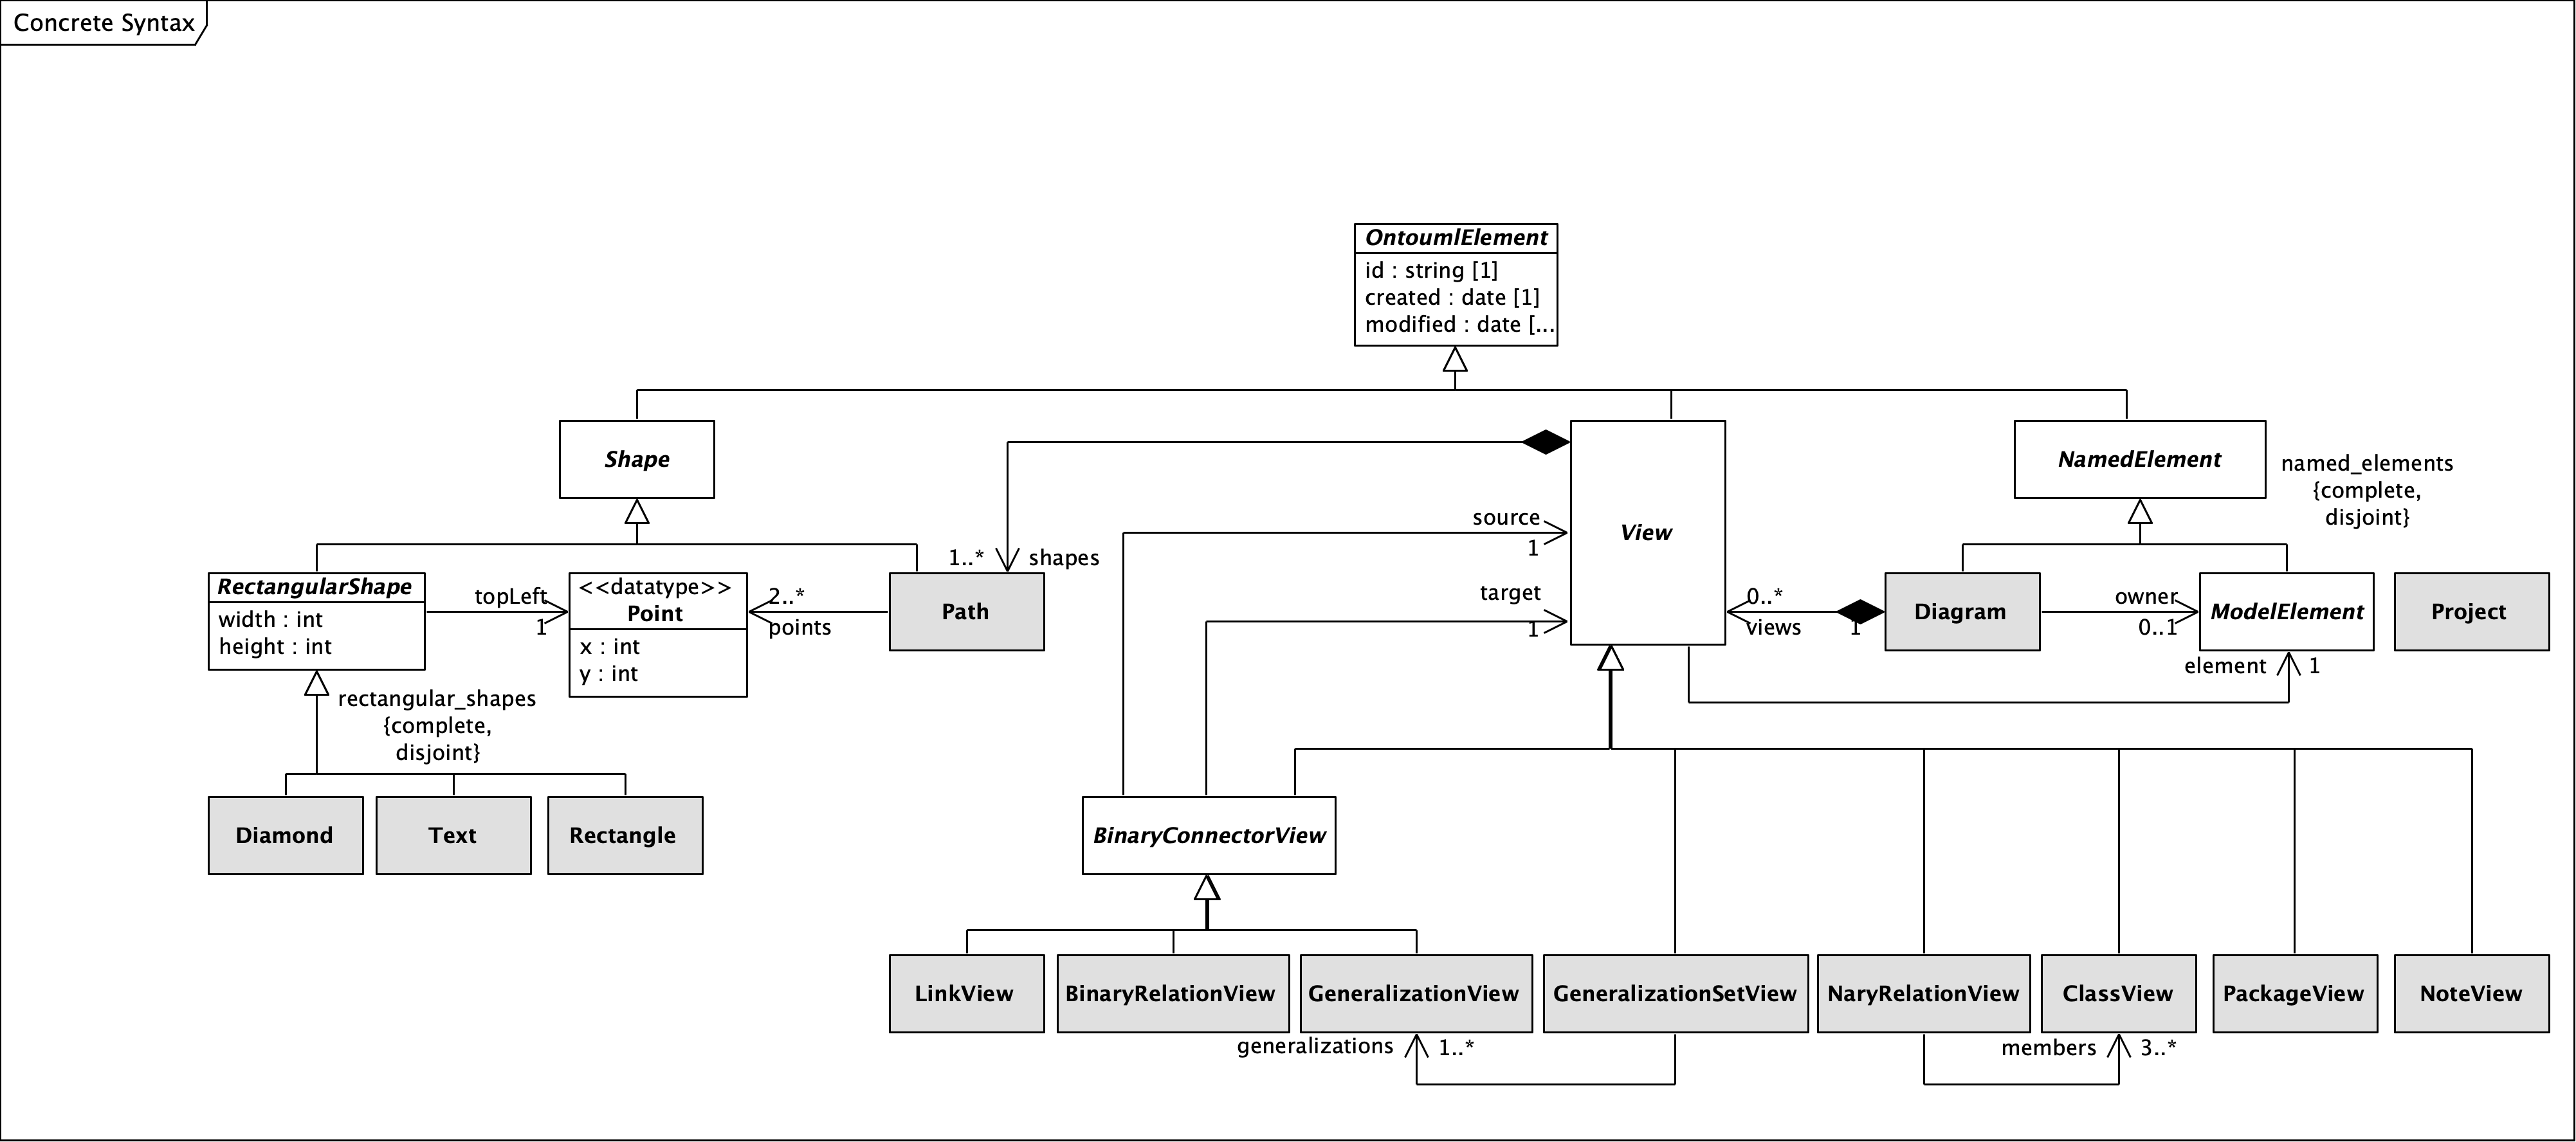 Concrete Syntax
OntoumlElement
id : string [1]
created : date [1]
modified : date [...
Shape
View
NamedElement
named_elements
{complete,
disjoint}
source
1
target
1
1..*
shapes
RectangularShape
width : int
height : int
topLeft
1
<<datatype>>
Point
x : int
y : int
2..*
points
Path
0..*
views
1
Diagram
owner
0..1
ModelElement
Project
element
1
rectangular_shapes
{complete,
disjoint}
Diamond
Text
Rectangle
BinaryConnectorView
LinkView
BinaryRelationView
GeneralizationView
GeneralizationSetView
NaryRelationView
ClassView
PackageView
NoteView
generalizations
1..*
members
3..*